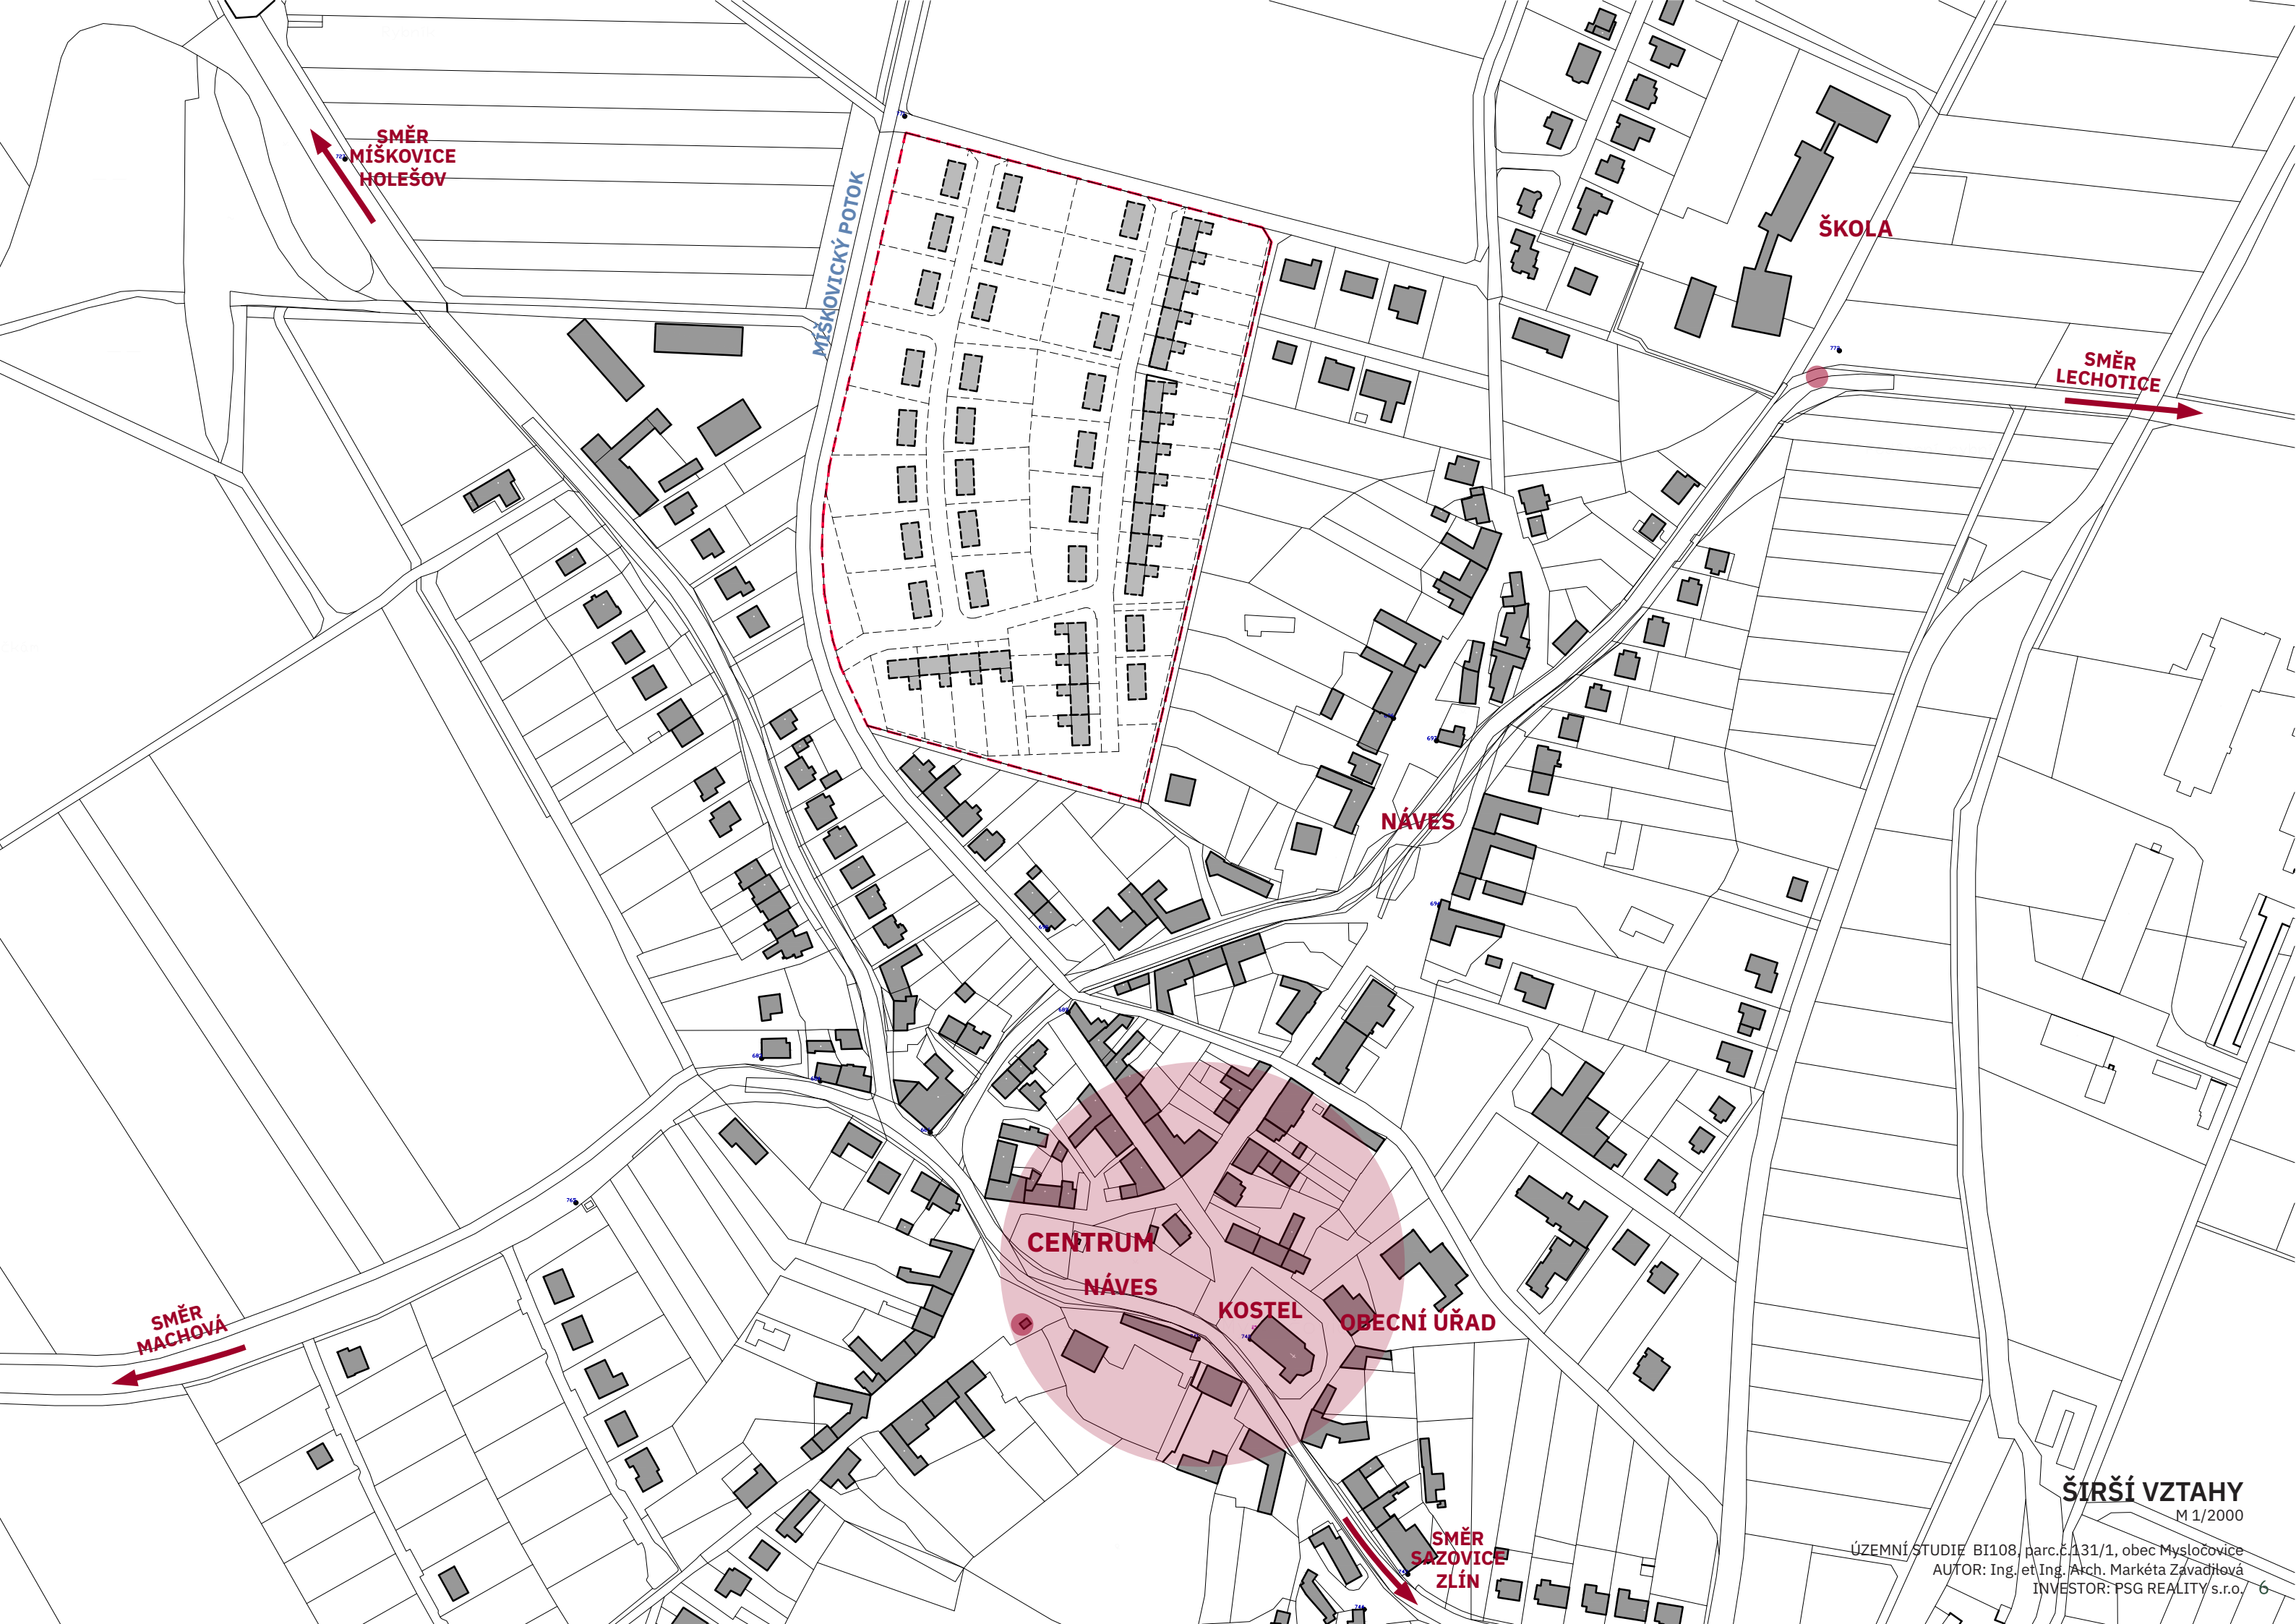 SMĚR
MÍŠKOVICE
HOLEŠOV
MÍŠKOVICKÝ POTOK
ŠKOLA
SMĚR
LECHOTICE
NÁVES
CENTRUM
NÁVES
KOSTEL
OBECNÍ ÚŘAD
SMĚR
MACHOVÁ
SMĚR
SAZOVICE
ZLÍN
ŠIRŠÍ VZTAHY
M 1/2000
ÚZEMNÍ STUDIE BI108, parc.č.131/1, obec Mysločovice
AUTOR: Ing. et Ing. Arch. Markéta Zavadilová
INVESTOR: PSG REALITY s.r.o. 6